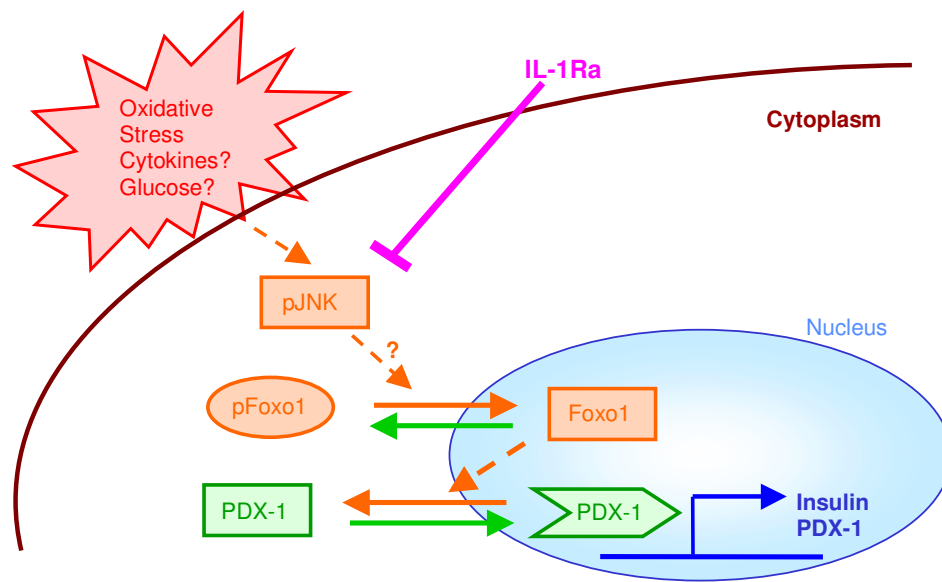 IL-1Ra
Oxidative
Stress
Cytokines?
Glucose?
Cytoplasm
pJNK
?
Nucleus
pFoxo1
Foxo1
PDX-1
PDX-1
Insulin
PDX-1